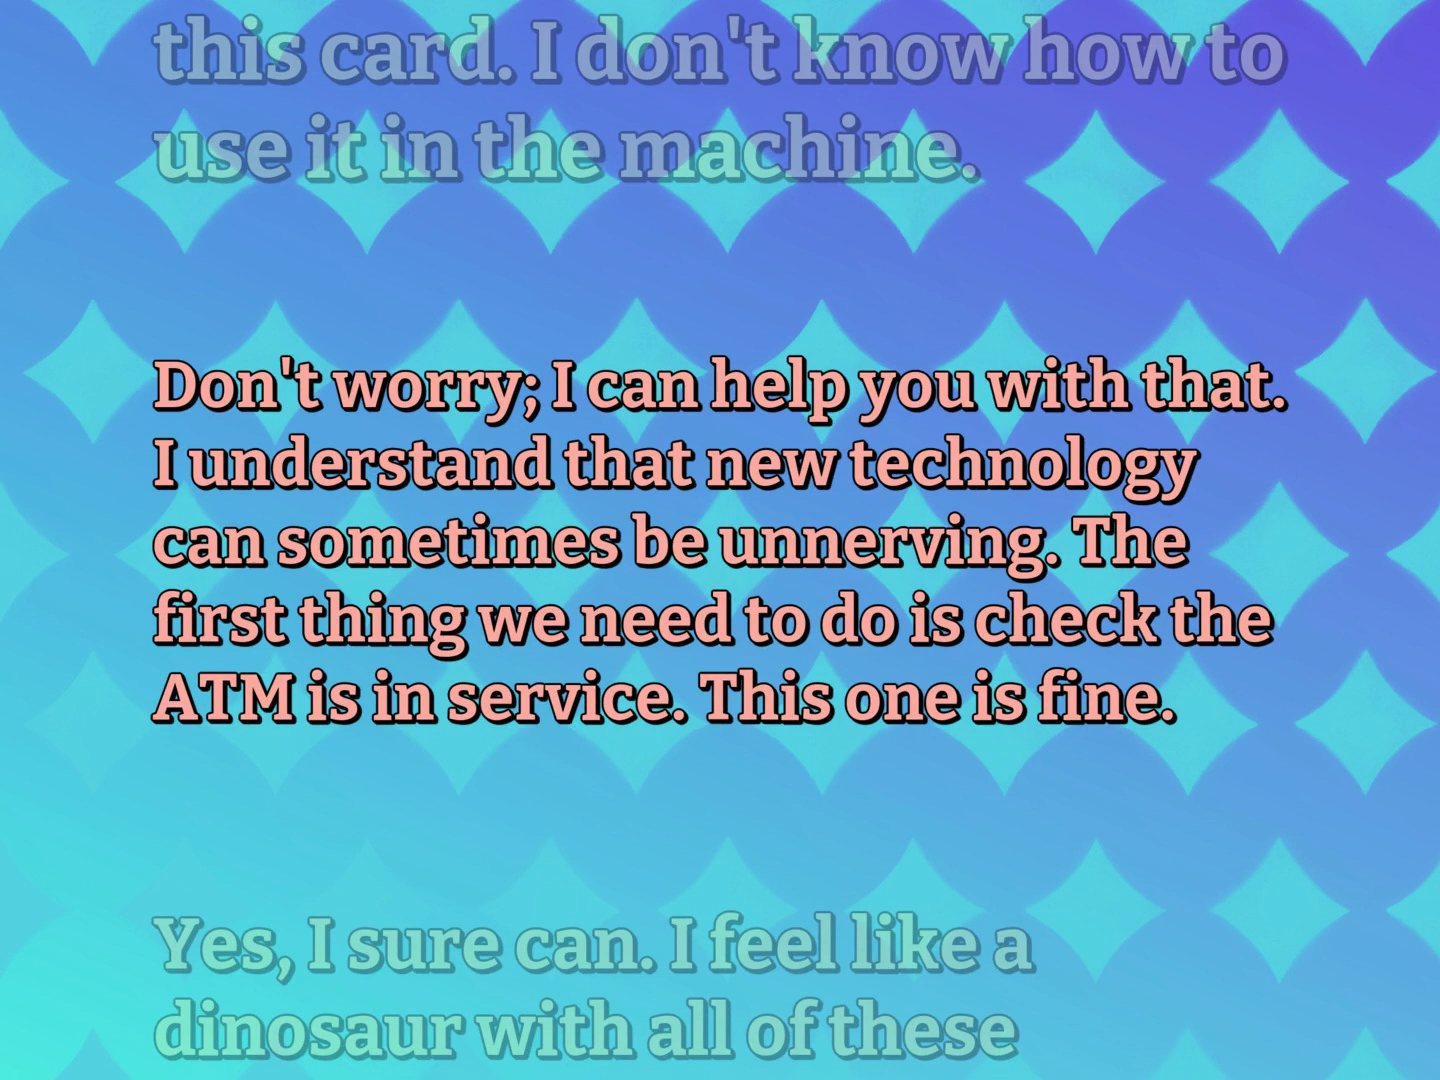 this card. I don't know how to
use it in the machine.
Don't worry; I can help you with that.
I understand that new technology
can sometimes be unnerving. The
first thing we need to do is check the
ATM is in service. This one is fine.
Yes, I sure can. I feel like a
dinosaur with all of these